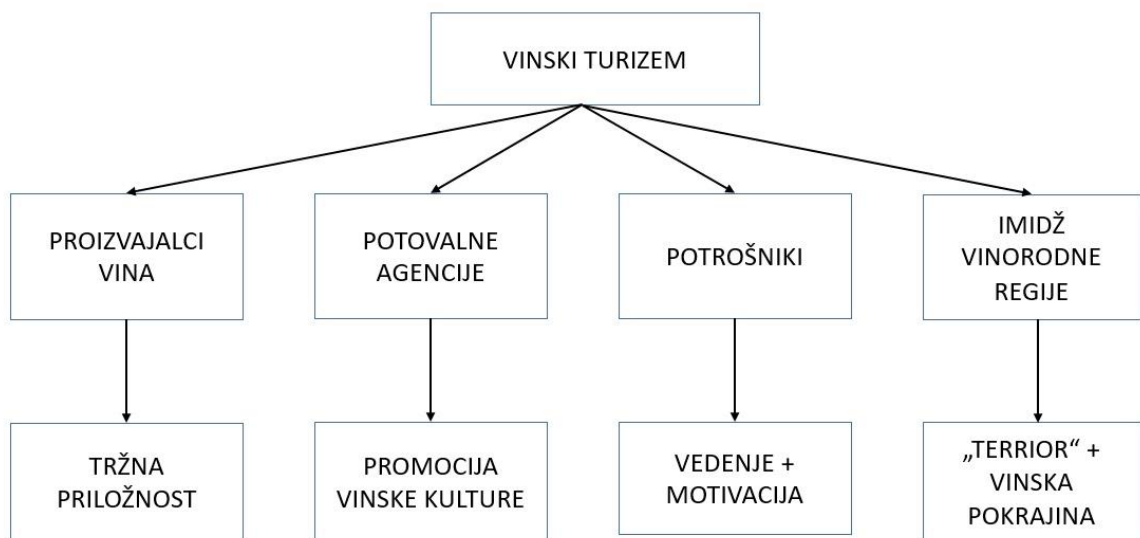 VINSKI TURIZEM
PROIZVAJALCI
VINA
POTOVALNE
AGENCIJE
POTROŠNIKI
IMIDŽ
VINORODNE
REGIJE
TRŽNA
PRILOŽNOST
PROMOCIJA
VINSKE KULTURE
VEDENJE +
MOTIVACIJA
„TERRIOR“ +
VINSKA
POKRAJINA